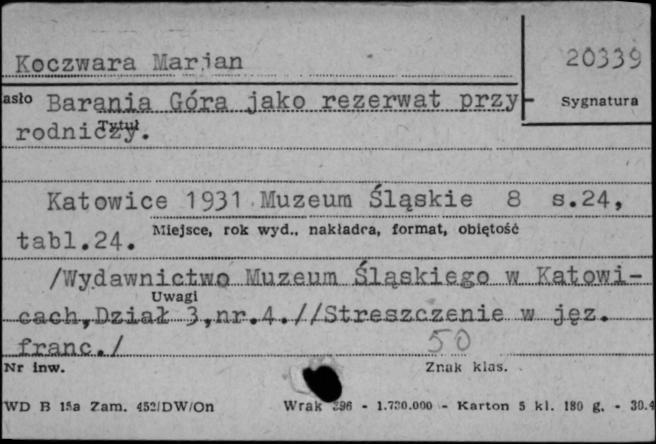 Koczwara Marjan
20339
asło Barania Góra jako rezerwat przy-
Sygnatura
rodniczy.
Tytuł
Katowice 1931 Muzeum Śląskie 8 s.24,
tabl.24.
Miejsce, rok wyd., nakładca, format, obiętość
/Wydawnictwo Muzeum Śląskiego w Katowi-
Uwagi
cach,Dział 3,nr.4.//Streszczenie w jęz.
franc./
50
Nr inw.
Znak klas.
WD B 15a Zam. 452/DW/On
Wrak 396 - 1.730.000 - Karton 5 kl. 180 g. - 30.4